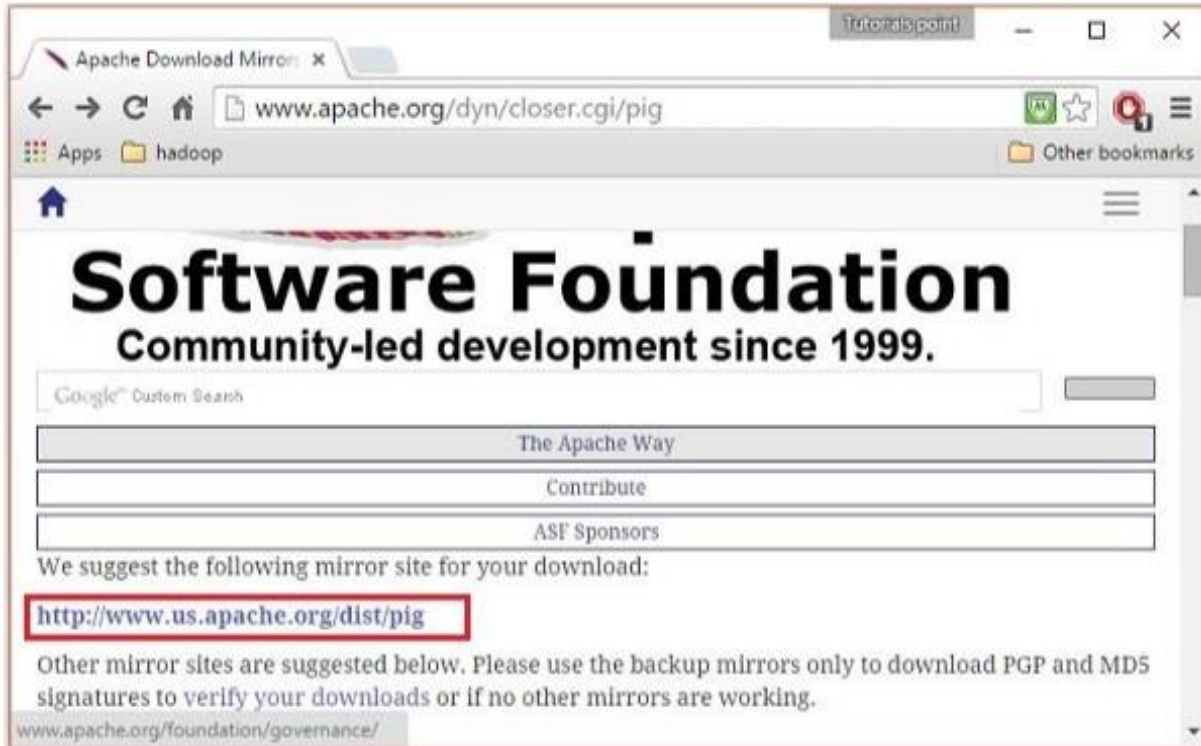 Tutorials point
Apache Download Mirror
www.apache.org/dyn/closer.cgi/pig
Apps hadoop Other bookmarks
Software Foundation
Community-led development since 1999.
Google Custom Search
The Apache Way
Contribute
ASF Sponsors
We suggest the following mirror site for your download:
http://www.us.apache.org/dist/pig
Other mirror sites are suggested below. Please use the backup mirrors only to download PGP and MD5
signatures to verify your downloads or if no other mirrors are working.
www.apache.org/foundation/governance/